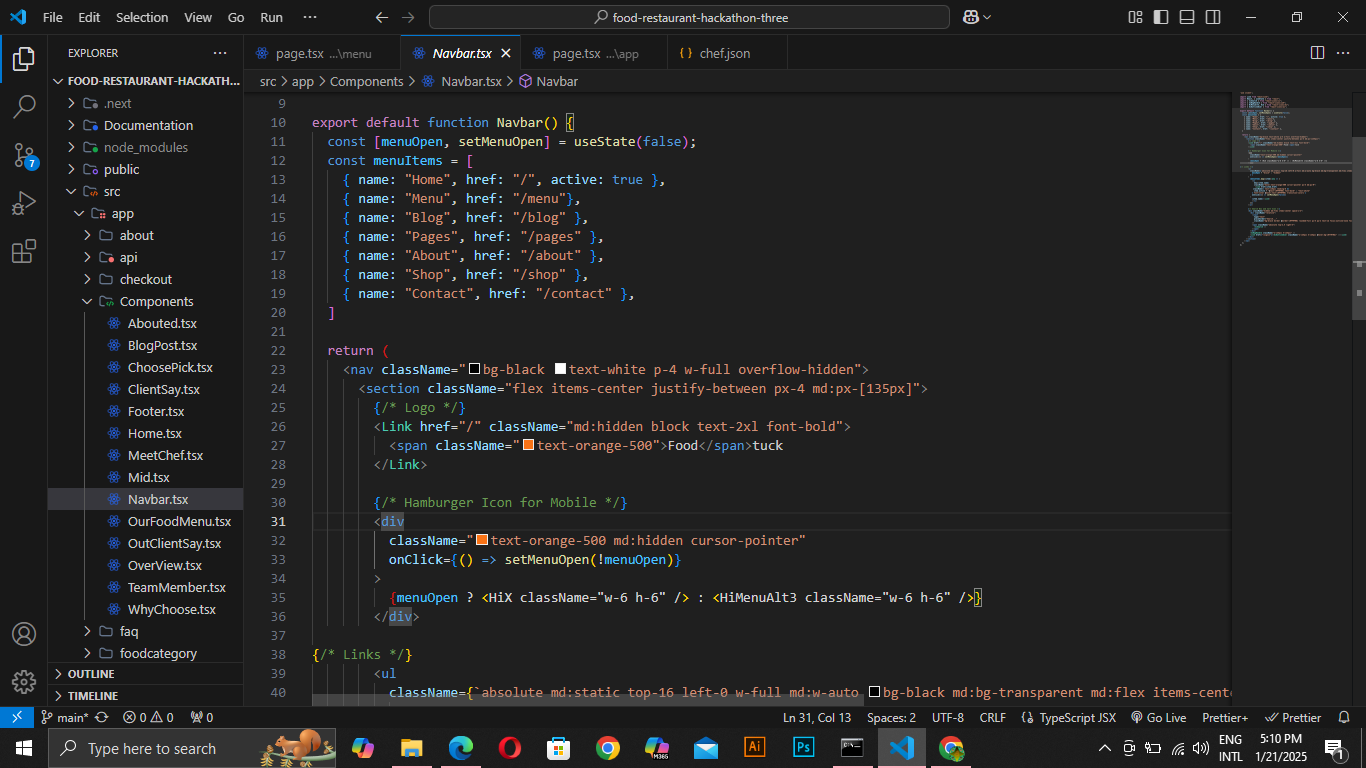 File Edit Selection View Go Run ··· food-restaurant-hackathon-three
EXPLORER ···
FOOD-RESTAURANT-HACKATH...
.next
Documentation
node_modules
public
src
app
about
api
checkout
Components
Abouted.tsx
BlogPost.tsx
ChoosePick.tsx
ClientSay.tsx
Footer.tsx
Home.tsx
MeetChef.tsx
Mid.tsx
Navbar.tsx
OurFoodMenu.tsx
OutClientSay.tsx
OverView.tsx
TeamMember.tsx
WhyChoose.tsx
faq
foodcategory
OUTLINE
TIMELINE
7
page.tsx ...\menu Navbar.tsx page.tsx ...\app chef.json
src > app > Components > Navbar.tsx > Navbar
9
10 export default function Navbar() {
11 const [menuOpen, setMenuOpen] = useState(false);
12 const menuItems = [
13 { name: "Home", href: "/", active: true },
14 { name: "Menu", href: "/menu"},
15 { name: "Blog", href: "/blog" },
16 { name: "Pages", href: "/pages" },
17 { name: "About", href: "/about" },
18 { name: "Shop", href: "/shop" },
19 { name: "Contact", href: "/contact" },
20 ]
21
22 return (
23 <nav className="bg-black text-white p-4 w-full overflow-hidden">
24 <section className="flex items-center justify-between px-4 md:px-[135px]">
25 {/* Logo */}
26 <Link href="/" className="md:hidden block text-2xl font-bold">
27 <span className="text-orange-500">Food</span>tuck
28 </Link>
29
30 {/* Hamburger Icon for Mobile */}
31 <div
32 className="text-orange-500 md:hidden cursor-pointer"
33 onClick={() => setMenuOpen(!menuOpen)}
34 >
35 {menuOpen ? <HiX className="w-6 h-6" /> : <HiMenuAlt3 className="w-6 h-6" />}
36 </div>
37
38 {/* Links */}
39 <ul
40 className={`absolute md:static top-16 left-0 w-full md:w-auto bg-black md:bg-transparent md:flex items-cente
main* 0 0 0 Ln 31, Col 13 Spaces: 2 UTF-8 CRLF {} TypeScript JSX Go Live Prettier+ Prettier
Type here to search
M365
Ai
Ps
ENG
INTL
5:10 PM
1/21/2025
1